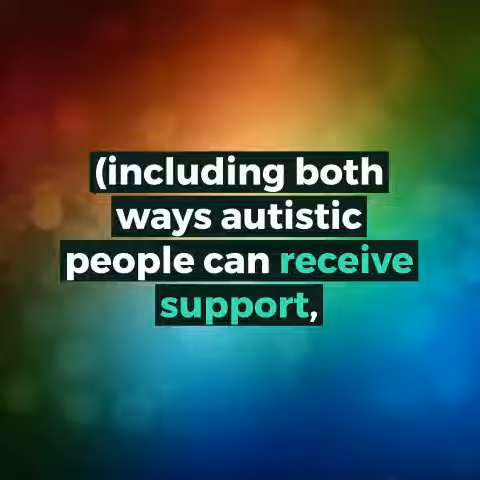 (including both
ways autistic
people can receive
support,